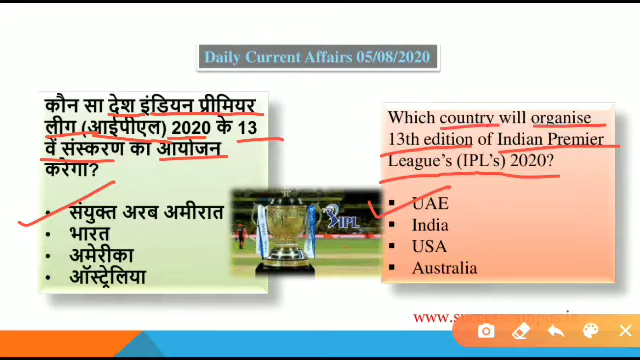 Daily Current Affairs 05/08/2020
कौन सा देश इंडियन प्रीमियर
लीग (आईपीएल) 2020 के 13
वें संस्करण का आयोजन
करेगा?
• संयुक्त अरब अमीरात
• भारत
• अमेरीका
• ऑस्ट्रेलिया
IPL
Which country will organise
13th edition of Indian Premier
League's (IPL's) 2020?
▪ UAE
▪ India
▪ USA
▪ Australia